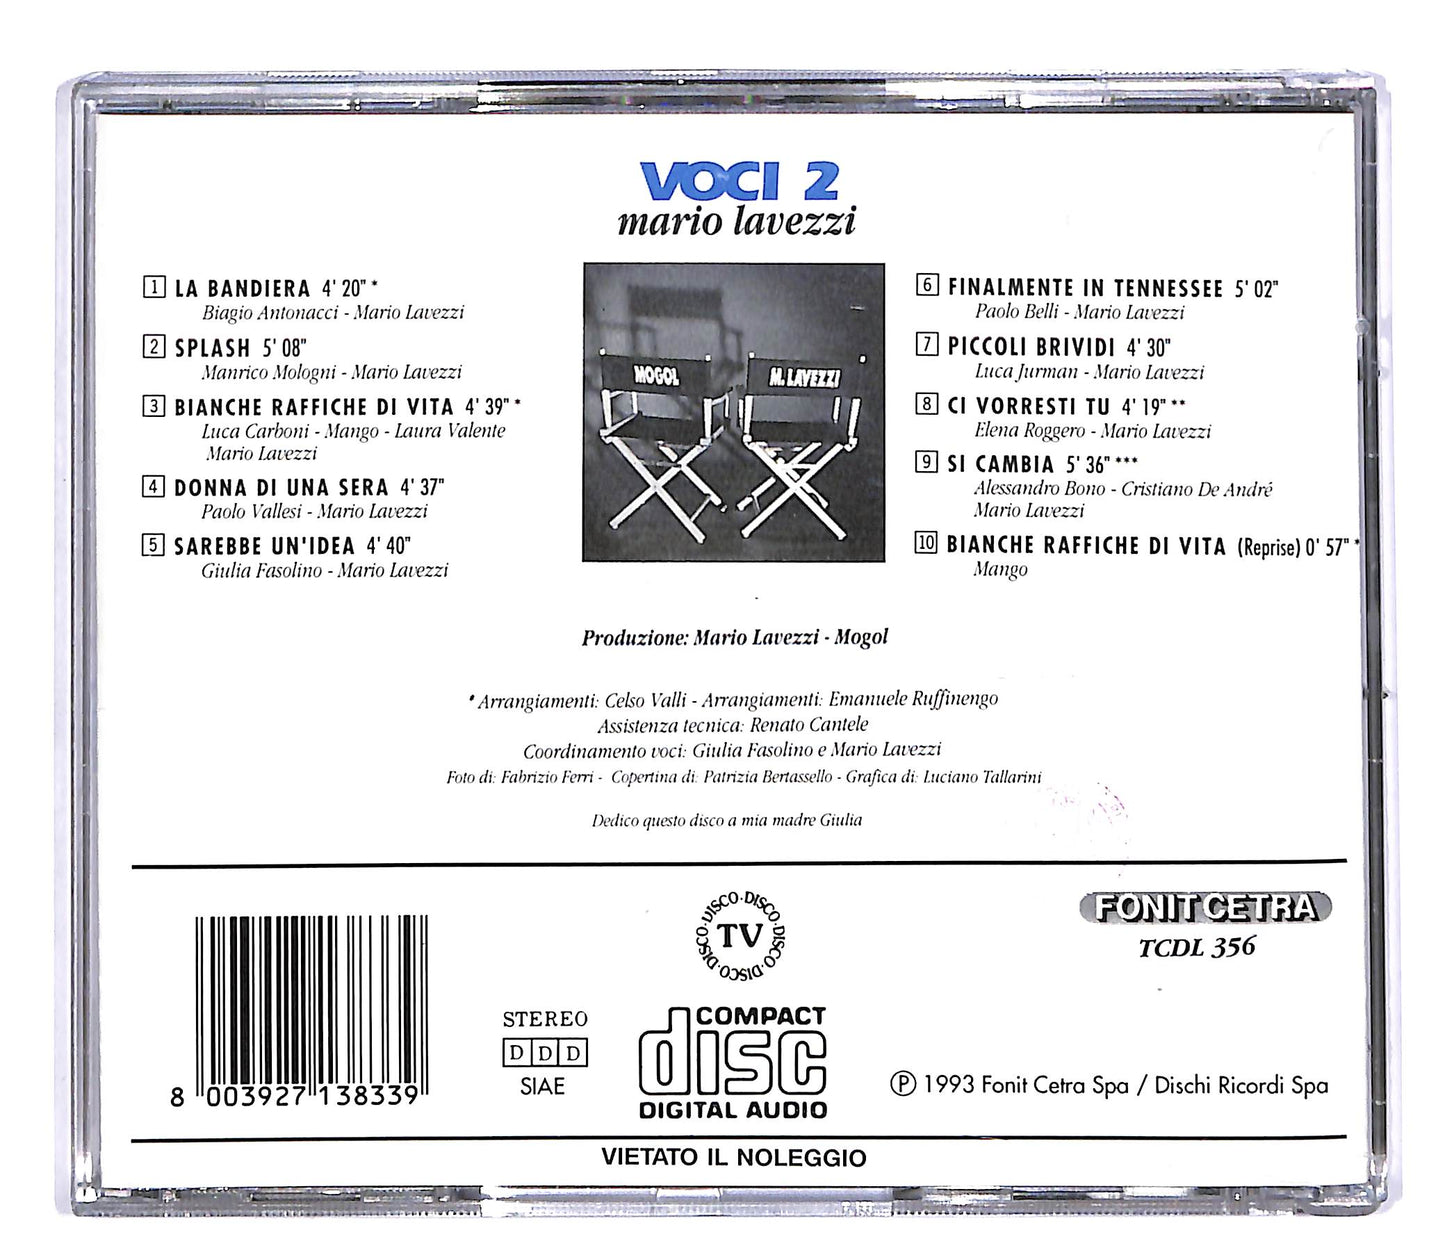 VOCI 2
mario lavezzi
1 LA BANDIERA 4' 20" *
Biagio Antonacci - Mario Lavezzi
2 SPLASH 5' 08"
Manrico Mologni - Mario Lavezzi
3 BIANCHE RAFFICHE DI VITA 4' 39" *
Luca Carboni - Mango - Laura Valente
Mario Lavezzi
4 DONNA DI UNA SERA 4' 37"
Paolo Vallesi - Mario Lavezzi
5 SAREBBE UN'IDEA 4' 40"
Giulia Fasolino - Mario Lavezzi
MOGOL
M. LAVEZZI
6 FINALMENTE IN TENNESSEE 5' 02"
Paolo Belli - Mario Lavezzi
7 PICCOLI BRIVIDI 4' 30"
Luca Jurman - Mario Lavezzi
8 CI VORRESTI TU 4' 19" **
Elena Roggero - Mario Lavezzi
9 SI CAMBIA 5' 36" ***
Alessandro Bono - Cristiano De André
Mario Lavezzi
10 BIANCHE RAFFICHE DI VITA (Reprise) 0' 57" *
Mango
Produzione: Mario Lavezzi - Mogol
* Arrangiamenti: Celso Valli - Arrangiamenti: Emanuele Ruffinengo
Assistenza tecnica: Renato Cantele
Coordinamento voci: Giulia Fasolino e Mario Lavezzi
Foto di: Fabrizio Ferri - Copertina di: Patrizia Bertassello - Grafica di: Luciano Tallarini
Dedico questo disco a mia madre Giulia
8 003927 138339
DISCO·DISCO·DISCO·DISCO·DISCO·
TV
STEREO
DDD
SIAE
COMPACT
disc
DIGITAL AUDIO
FONIT CETRA
TCDL 356
℗ 1993 Fonit Cetra Spa / Dischi Ricordi Spa
VIETATO IL NOLEGGIO